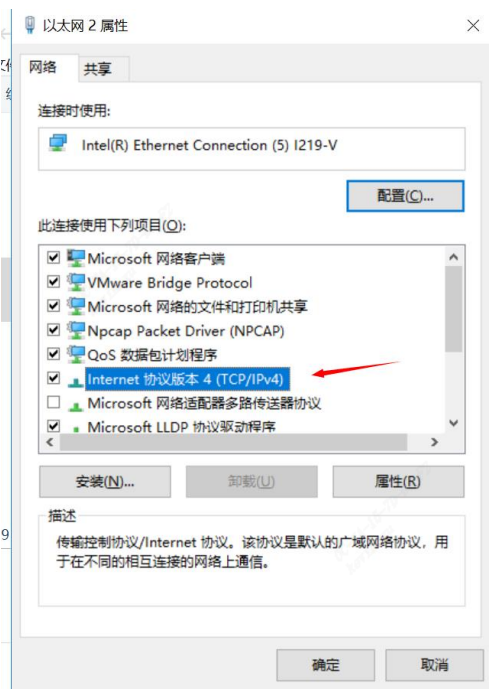 以太网 2 属性
网络
共享
连接时使用:
Intel(R) Ethernet Connection (5) I219-V
配置(C)...
此连接使用下列项目(O):
Microsoft 网络客户端
VMware Bridge Protocol
Microsoft 网络的文件和打印机共享
Npcap Packet Driver (NPCAP)
QoS 数据包计划程序
Internet 协议版本 4 (TCP/IPv4)
Microsoft 网络适配器多路传送器协议
Microsoft LLDP 协议驱动程序
安装(N)...
卸载(U)
属性(R)
描述
传输控制协议/Internet 协议。该协议是默认的广域网络协议，用
于在不同的相互连接的网络上通信。
9
确定
取消